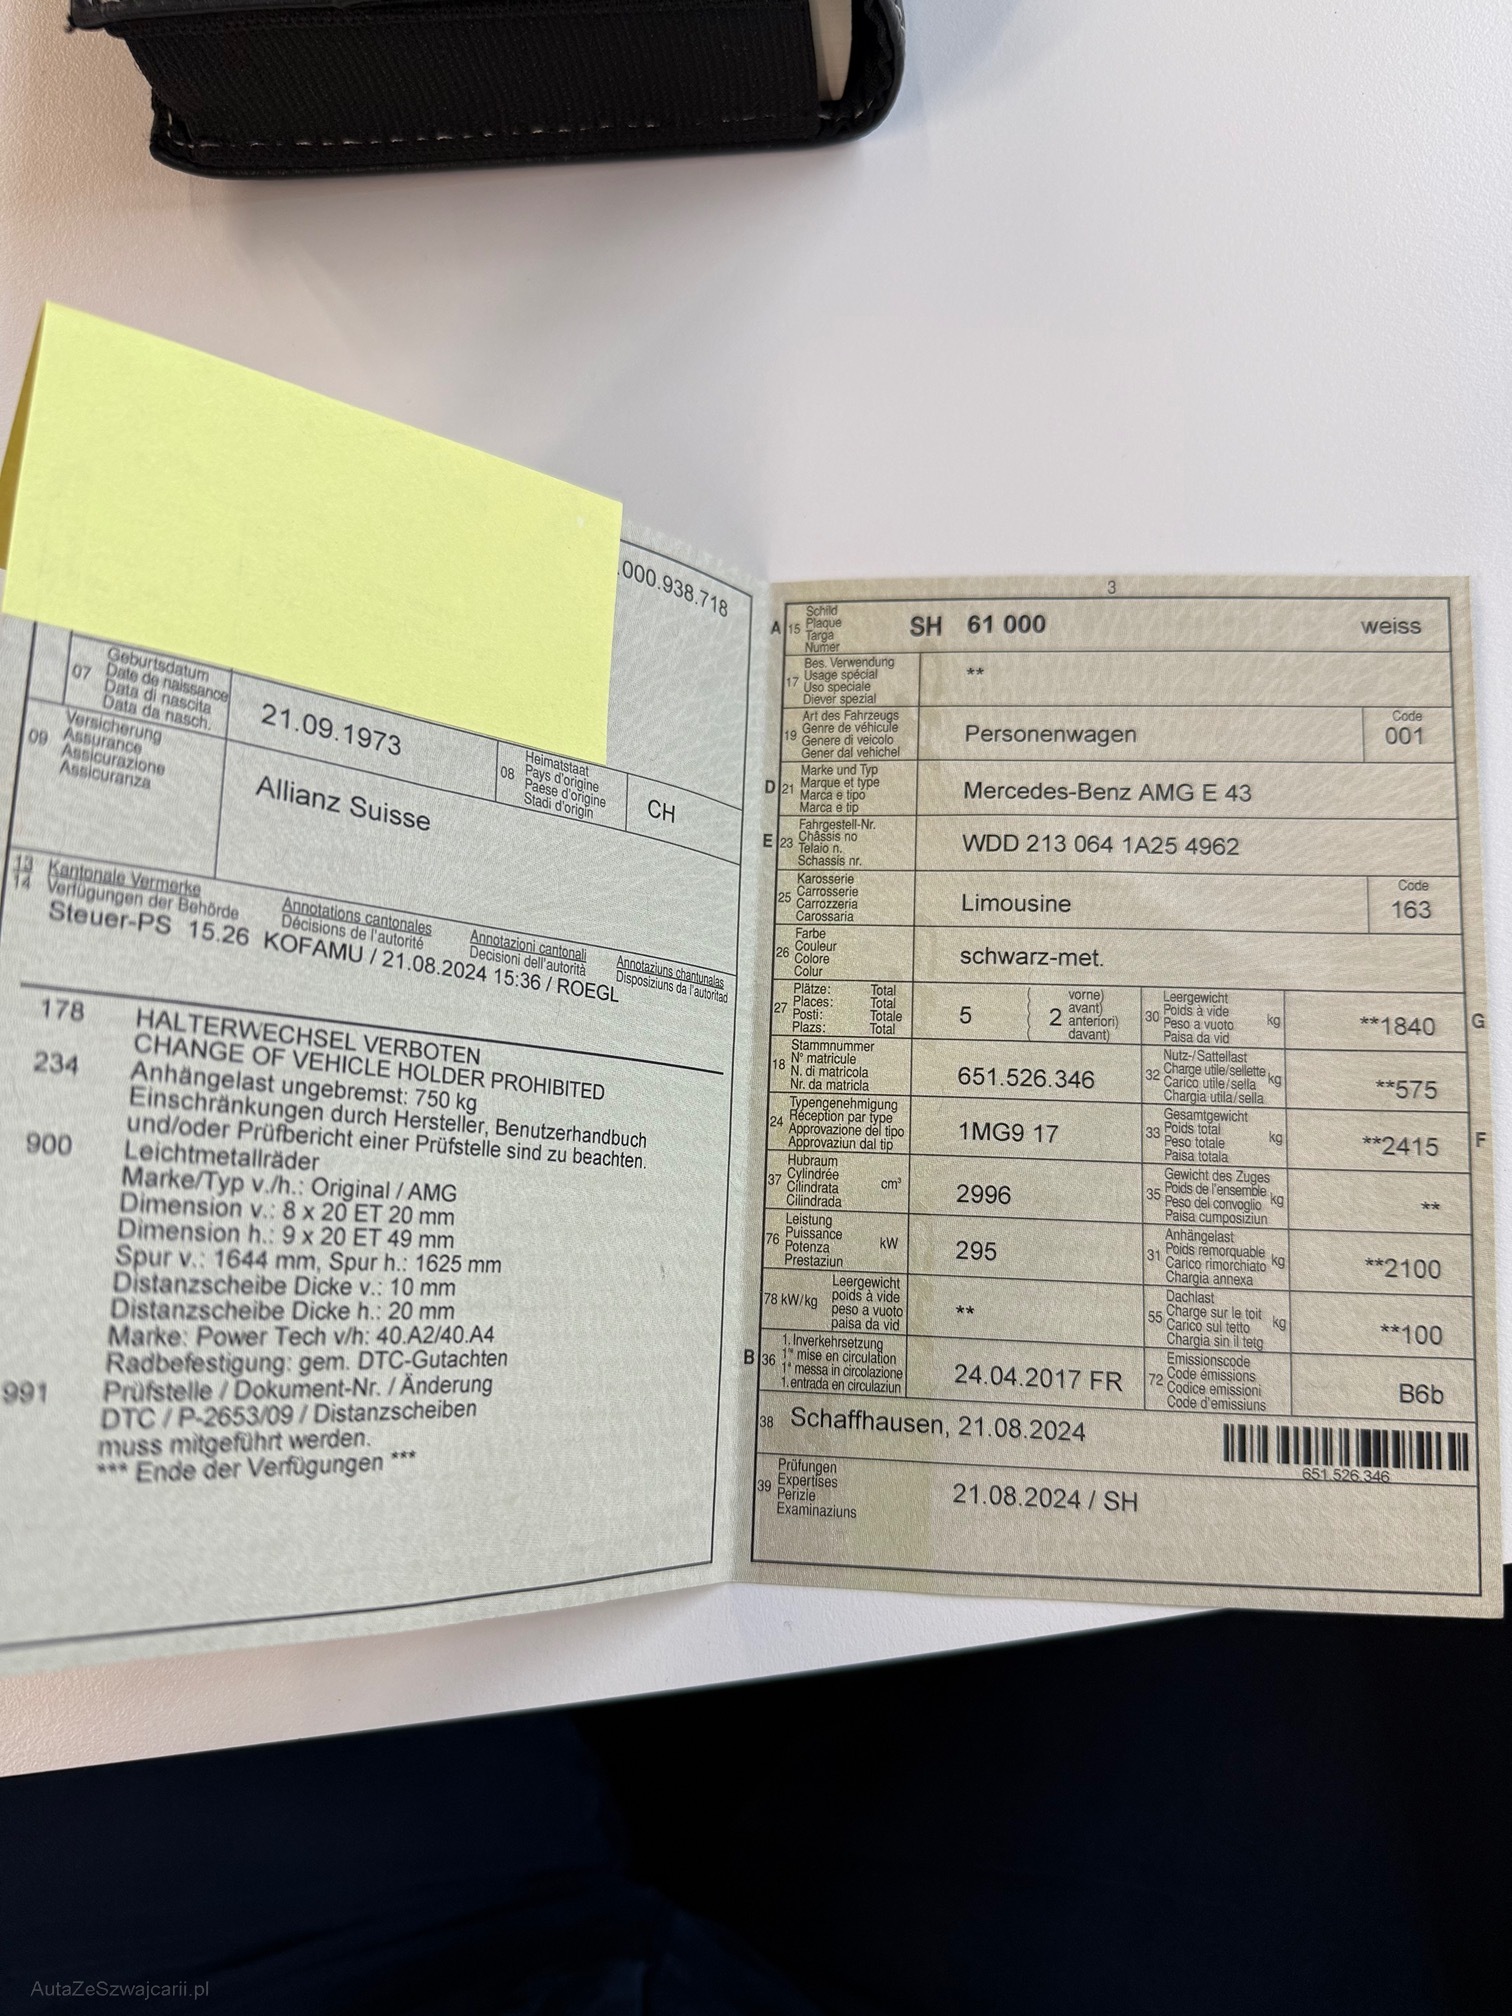 .000.938.718
07
Geburtsdatum
Date de naissance
Data di nascita
Data da nasch.
21.09.1973
08
Heimatstaat
Pays d'origine
Paese d'origine
Stadi d'origin
CH
09
Versicherung
Assurance
Assicurazione
Assicuranza
Allianz Suisse
13
14
Kantonale Vermerke
Verfügungen der Behörde
Annotations cantonales
Décisions de l'autorité
Annotazioni cantonali
Decisioni dell'autorità
Annotaziuns chantunalas
Disposiziuns da l'autoritad
Steuer-PS 15.26 KOFAMU / 21.08.2024 15:36 / ROEGL
178 HALTERWECHSEL VERBOTEN
CHANGE OF VEHICLE HOLDER PROHIBITED
234 Anhängelast ungebremst: 750 kg
Einschränkungen durch Hersteller, Benutzerhandbuch
und/oder Prüfbericht einer Prüfstelle sind zu beachten.
900 Leichtmetallräder
Marke/Typ v./h.: Original / AMG
Dimension v.: 8 x 20 ET 20 mm
Dimension h.: 9 x 20 ET 49 mm
Spur v.: 1644 mm, Spur h.: 1625 mm
Distanzscheibe Dicke v.: 10 mm
Distanzscheibe Dicke h.: 20 mm
Marke: Power Tech v/h: 40.A2/40.A4
Radbefestigung: gem. DTC-Gutachten
991 Prüfstelle / Dokument-Nr. / Änderung
DTC / P-2653/09 / Distanzscheiben
muss mitgeführt werden.
*** Ende der Verfügungen ***
3
A 15
Schild
Plaque
Targa
Numer
SH 61 000 weiss
17
Bes. Verwendung
Usage spécial
Uso speciale
Diever spezial
**
19
Art des Fahrzeugs
Genre de véhicule
Genere di veicolo
Gener dal vehichel
Personenwagen
Code
001
D 21
Marke und Typ
Marque et type
Marca e tipo
Marca e tip
Mercedes-Benz AMG E 43
E 23
Fahrgestell-Nr.
Châssis no
Telaio n.
Schassis nr.
WDD 213 064 1A25 4962
25
Karosserie
Carrosserie
Carrozzeria
Carossaria
Limousine
Code
163
26
Farbe
Couleur
Colore
Colur
schwarz-met.
27
Plätze: Total
Places: Total
Posti: Totale
Plazs: Total
5
2
vorne)
avant)
anteriori)
davant)
30
Leergewicht
Poids à vide
Peso a vuoto
Paisa da vid
kg
**1840
G
18
Stammnummer
N° matricule
N. di matricola
Nr. da matricla
651.526.346
32
Nutz-/Sattellast
Charge utile/sellette
Carico utile/sella
Chargia utila/sella
kg
**575
24
Typengenehmigung
Réception par type
Approvazione del tipo
Approvaziun dal tip
1MG9 17
33
Gesamtgewicht
Poids total
Peso totale
Paisa totala
kg
**2415
F
37
Hubraum
Cylindrée
Cilindrata
Cilindrada
cm³
2996
35
Gewicht des Zuges
Poids de l'ensemble
Peso del convoglio
Paisa cumposiziun
kg
**
76
Leistung
Puissance
Potenza
Prestaziun
kW
295
31
Anhängelast
Poids remorquable
Carico rimorchiato
Chargia annexa
kg
**2100
78 kW/kg
Leergewicht
poids à vide
peso a vuoto
paisa da vid
**
55
Dachlast
Charge sur le toit
Carico sul tetto
Chargia sin il tetg
kg
**100
B 36
1. Inverkehrsetzung
1re mise en circulation
1a messa in circolazione
1. entrada en circulaziun
24.04.2017 FR
72
Emissionscode
Code émissions
Codice emissioni
Code d'emissiuns
B6b
38 Schaffhausen, 21.08.2024
651.526.346
39
Prüfungen
Expertises
Perizie
Examinaziuns
21.08.2024 / SH
AutaZeSzwajcarii.pl